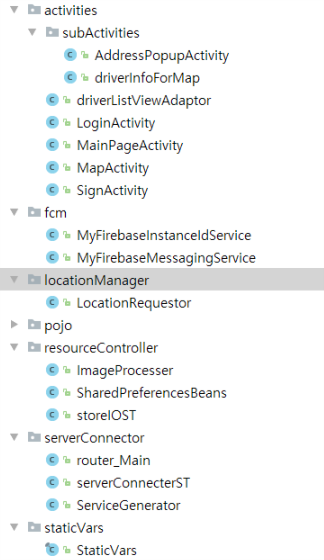 activities
subActivities
AddressPopupActivity
driverInfoForMap
driverListViewAdaptor
LoginActivity
MainPageActivity
MapActivity
SignActivity
fcm
MyFirebaseInstanceIdService
MyFirebaseMessagingService
locationManager
LocationRequestor
pojo
resourceController
ImageProcesser
SharedPreferencesBeans
storeIOST
serverConnector
router_Main
serverConnecterST
ServiceGenerator
staticVars
StaticVars